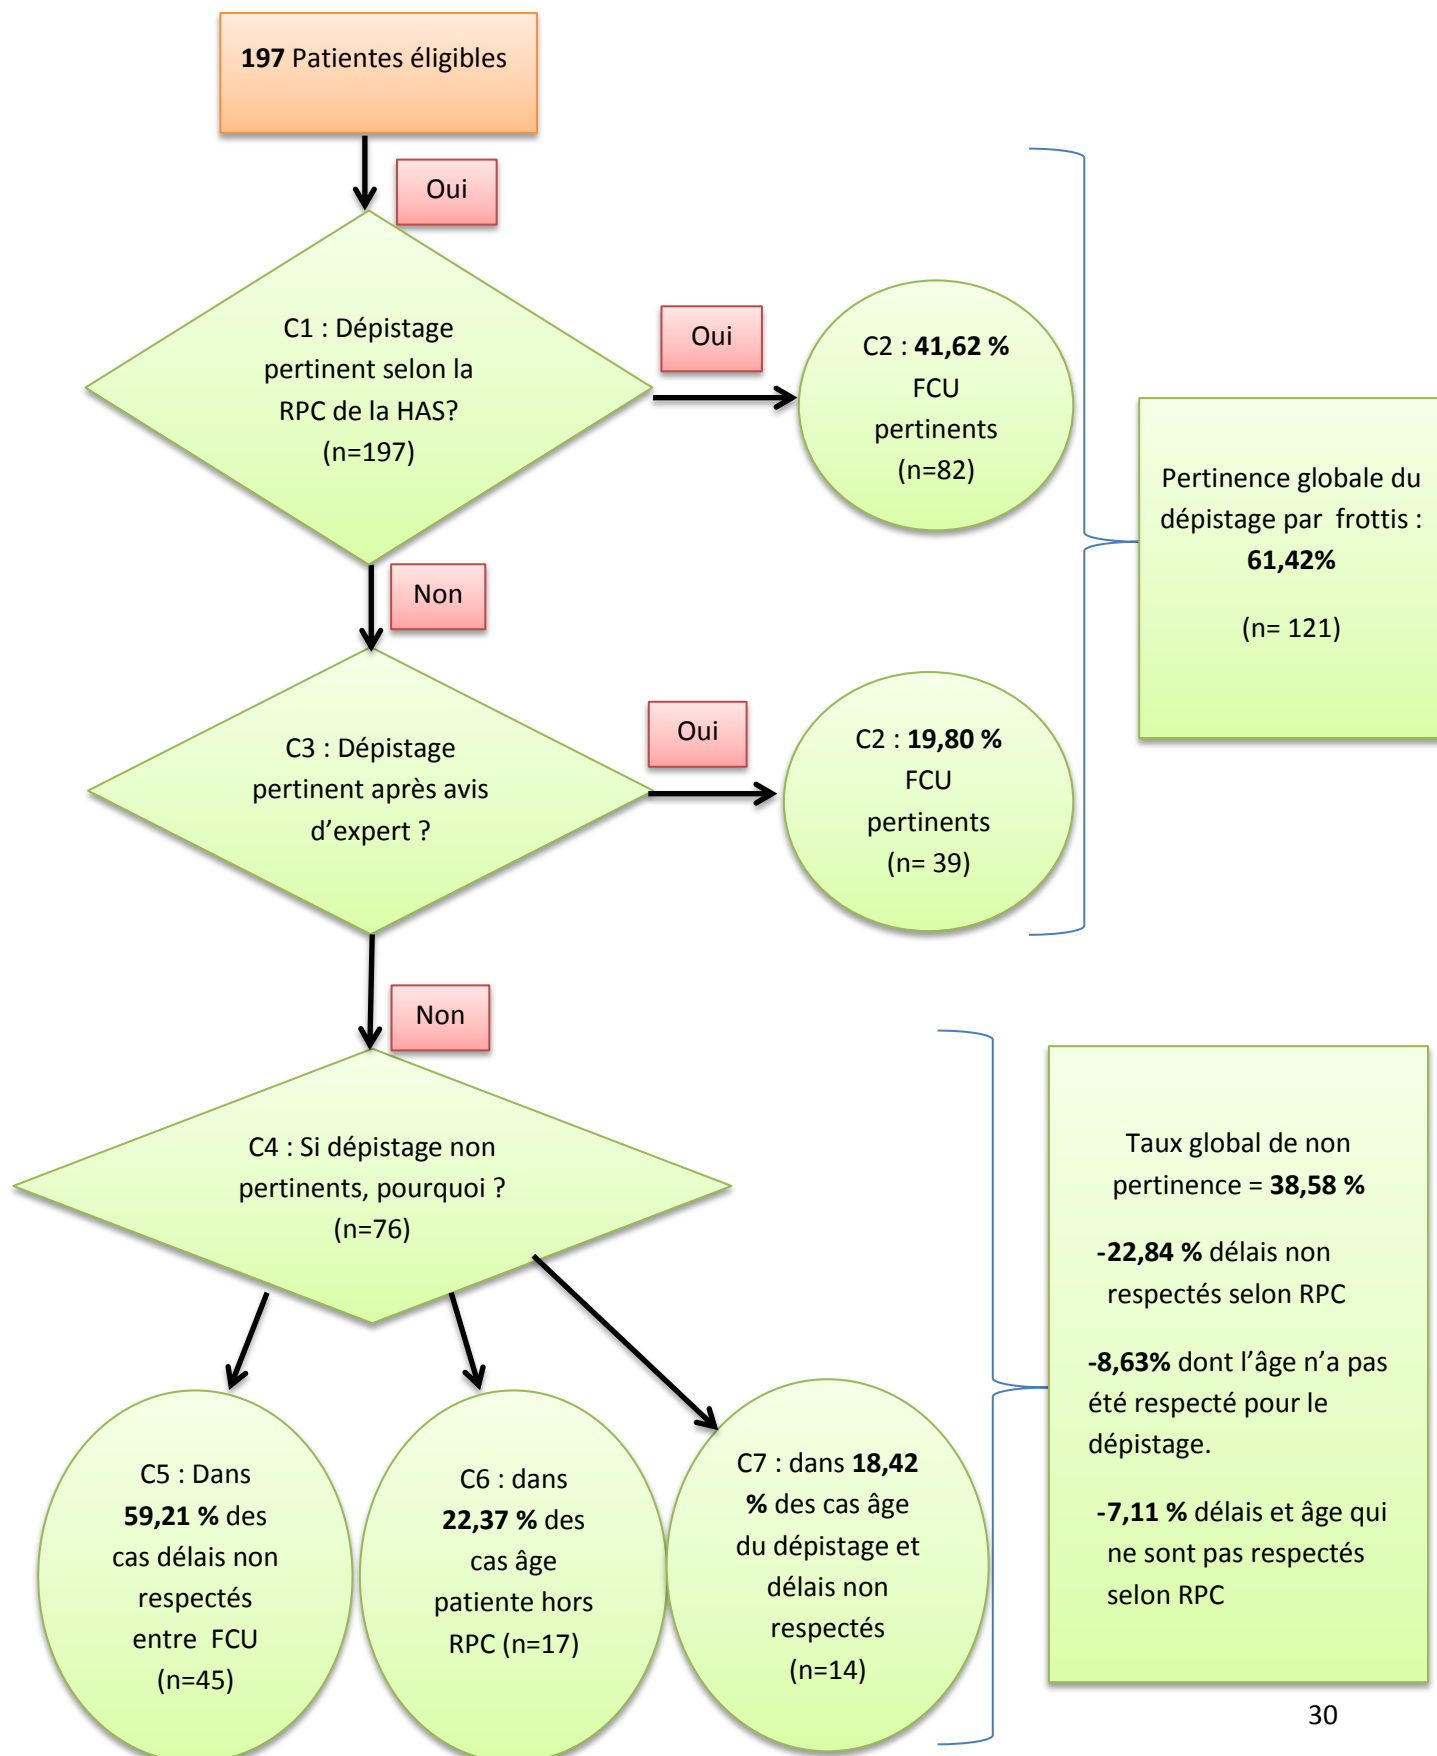 197 Patientes éligibles
Oui
C1 : Dépistage
pertinent selon la
RPC de la HAS?
(n=197)
Oui
C2 : 41,62 %
FCU
pertinents
(n=82)
Pertinence globale du
dépistage par frottis :
61,42%
(n= 121)
Non
C3 : Dépistage
pertinent après avis
d’expert ?
Oui
C2 : 19,80 %
FCU
pertinents
(n= 39)
Non
C4 : Si dépistage non
pertinents, pourquoi ?
(n=76)
Taux global de non
pertinence = 38,58 %
-22,84 % délais non
respectés selon RPC
-8,63% dont l’âge n’a pas
été respecté pour le
dépistage.
-7,11 % délais et âge qui
ne sont pas respectés
selon RPC
C5 : Dans
59,21 % des
cas délais non
respectés
entre FCU
(n=45)
C6 : dans
22,37 % des
cas âge
patiente hors
RPC (n=17)
C7 : dans 18,42
% des cas âge
du dépistage et
délais non
respectés
(n=14)
30